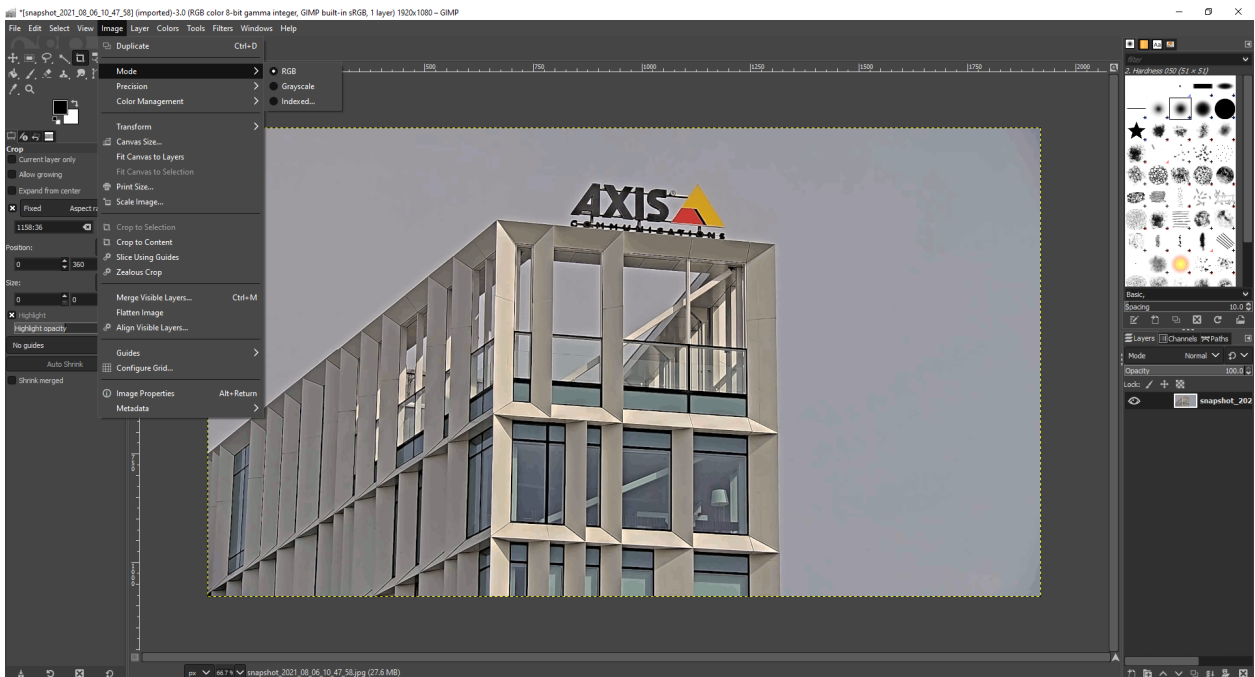 *[snapshot_2021_08_06_10_47_58] (imported)-3.0 (RGB color 8-bit gamma integer, GIMP built-in sRGB, 1 layer) 1920x1080 – GIMP
File Edit Select View Image Layer Colors Tools Filters Windows Help
Duplicate Ctrl+D
Mode
Precision
Color Management
Transform
Canvas Size...
Fit Canvas to Layers
Fit Canvas to Selection
Print Size...
Scale Image...
Crop to Selection
Crop to Content
Slice Using Guides
Zealous Crop
Merge Visible Layers... Ctrl+M
Flatten Image
Align Visible Layers...
Guides
Configure Grid...
Image Properties Alt+Return
Metadata
RGB
Grayscale
Indexed...
Crop
Current layer only
Allow growing
Expand from center
Fixed Aspect
1158:36
Position:
0 360
Size:
0 0
Highlight
Highlight opacity
No guides
Auto Shrink
Shrink merged
500 750 1000 1250 1500 1750 2000
750
1000
AXIS
COMMUNICATIONS
filter
2. Hardness 050 (51 × 51)
Basic,
Spacing 10.0
Layers Channels Paths
Mode Normal
Opacity 100.0
Lock:
snapshot_202
px 66.7 % snapshot_2021_08_06_10_47_58.jpg (27.6 MB)